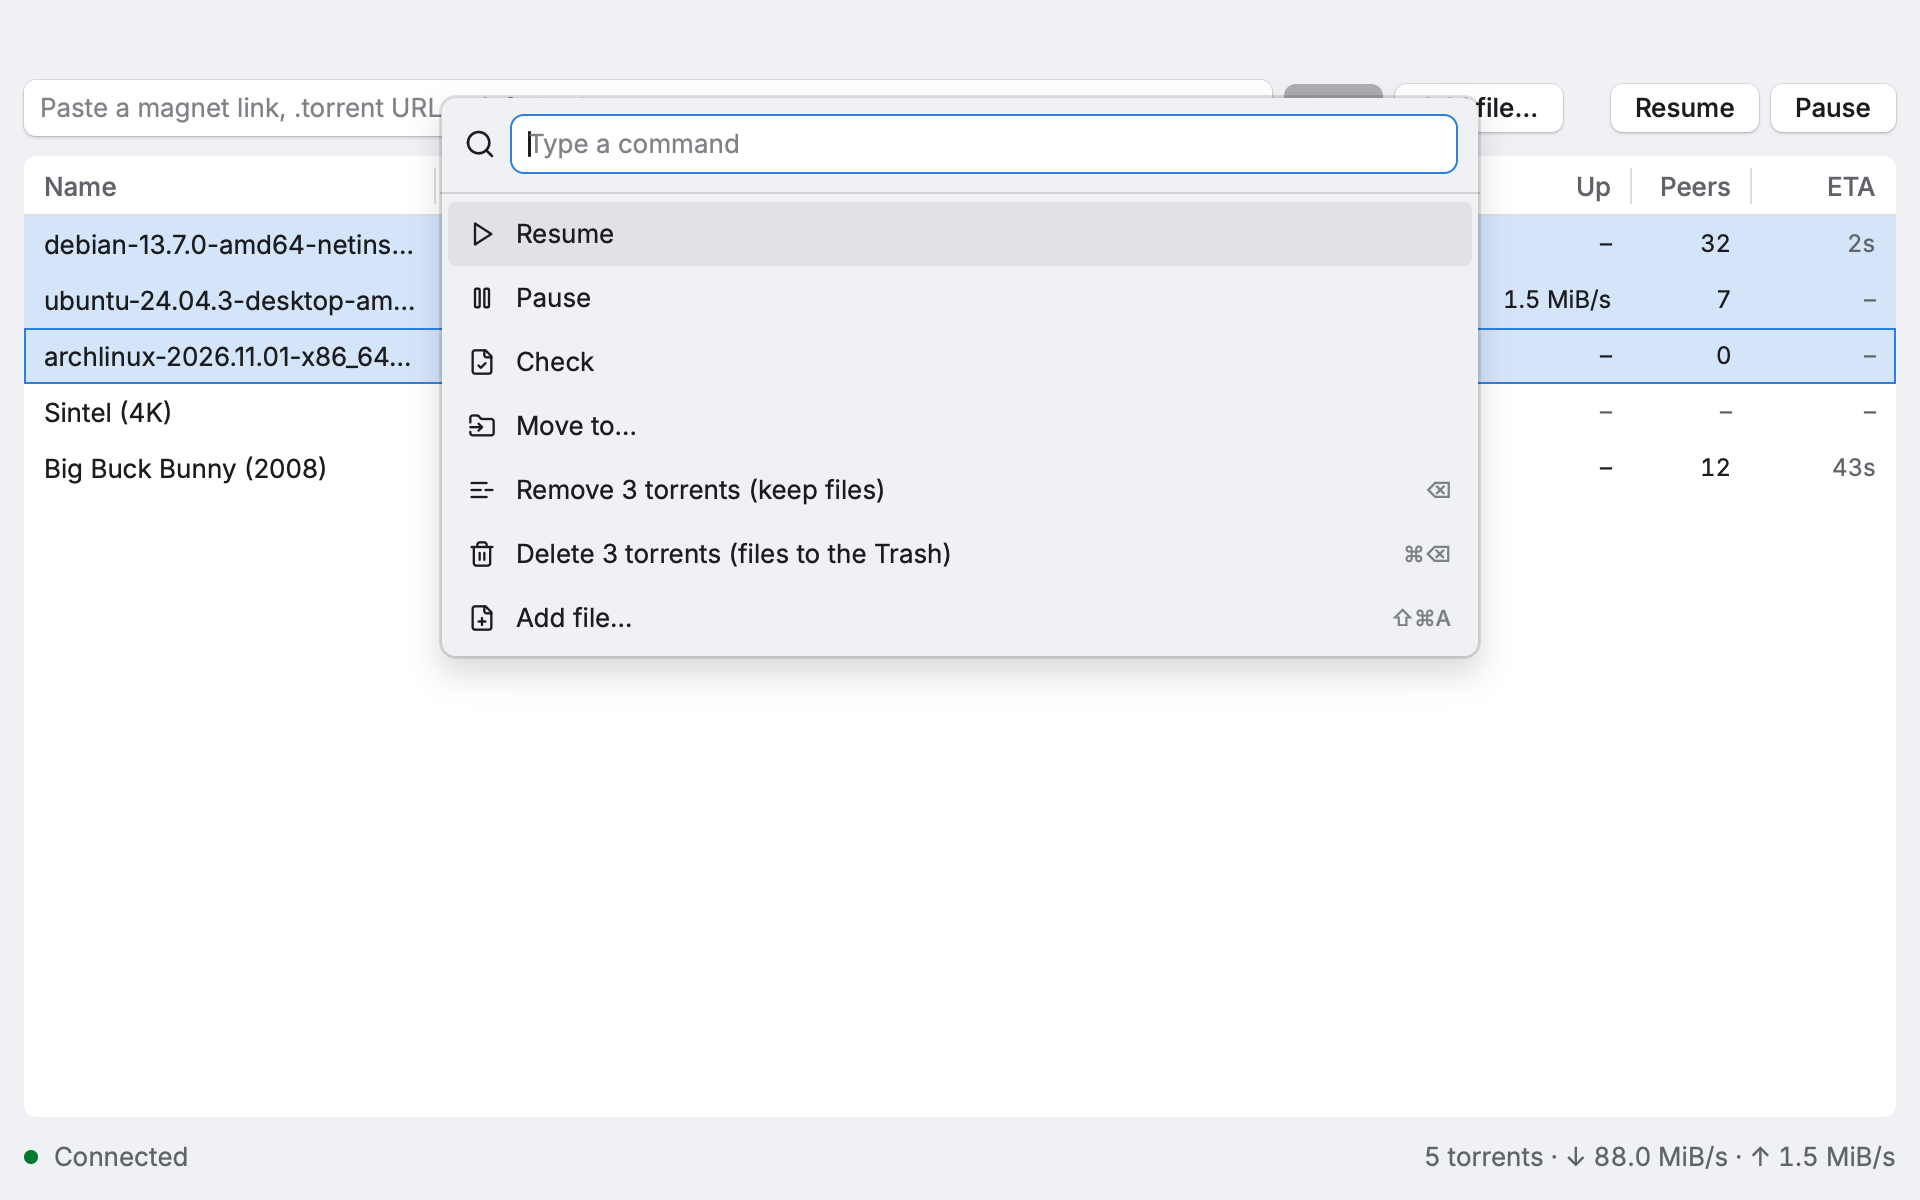 Paste a magnet link, .torrent URL
file...
Resume
Pause
Type a command
Name
Up
Peers
ETA
Resume
debian-13.7.0-amd64-netins...
–
32
2s
Pause
ubuntu-24.04.3-desktop-am...
1.5 MiB/s
7
–
Check
archlinux-2026.11.01-x86_64...
–
0
–
Move to...
Sintel (4K)
–
–
–
Remove 3 torrents (keep files)
⌫
Big Buck Bunny (2008)
–
12
43s
Delete 3 torrents (files to the Trash)
⌘⌫
Add file...
⇧⌘A
Connected
5 torrents · ↓ 88.0 MiB/s · ↑ 1.5 MiB/s